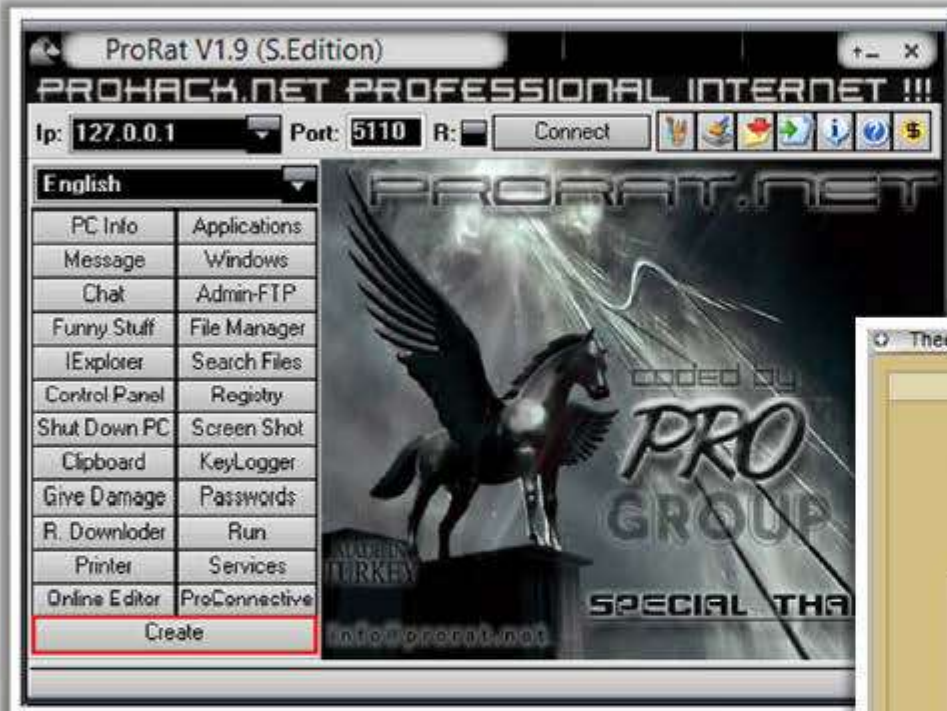 ProRat V1.9 (S.Edition)
PROHACK.NET PROFESSIONAL INTERNET !!!
Ip: 127.0.0.1 Port: 5110 R: Connect
English
PC Info Applications
Message Windows
Chat Admin-FTP
Funny Stuff File Manager
IExplorer Search Files
Control Panel Registry
Shut Down PC Screen Shot
Clipboard KeyLogger
Give Damage Passwords
R. Downloder Run
Printer Services
Online Editor ProConnective
Create
PRORAT.NET
CODED BY
PRO
GROUP
MADE IN
TURKEY
SPECIAL THA
info@prorat.net
Thee